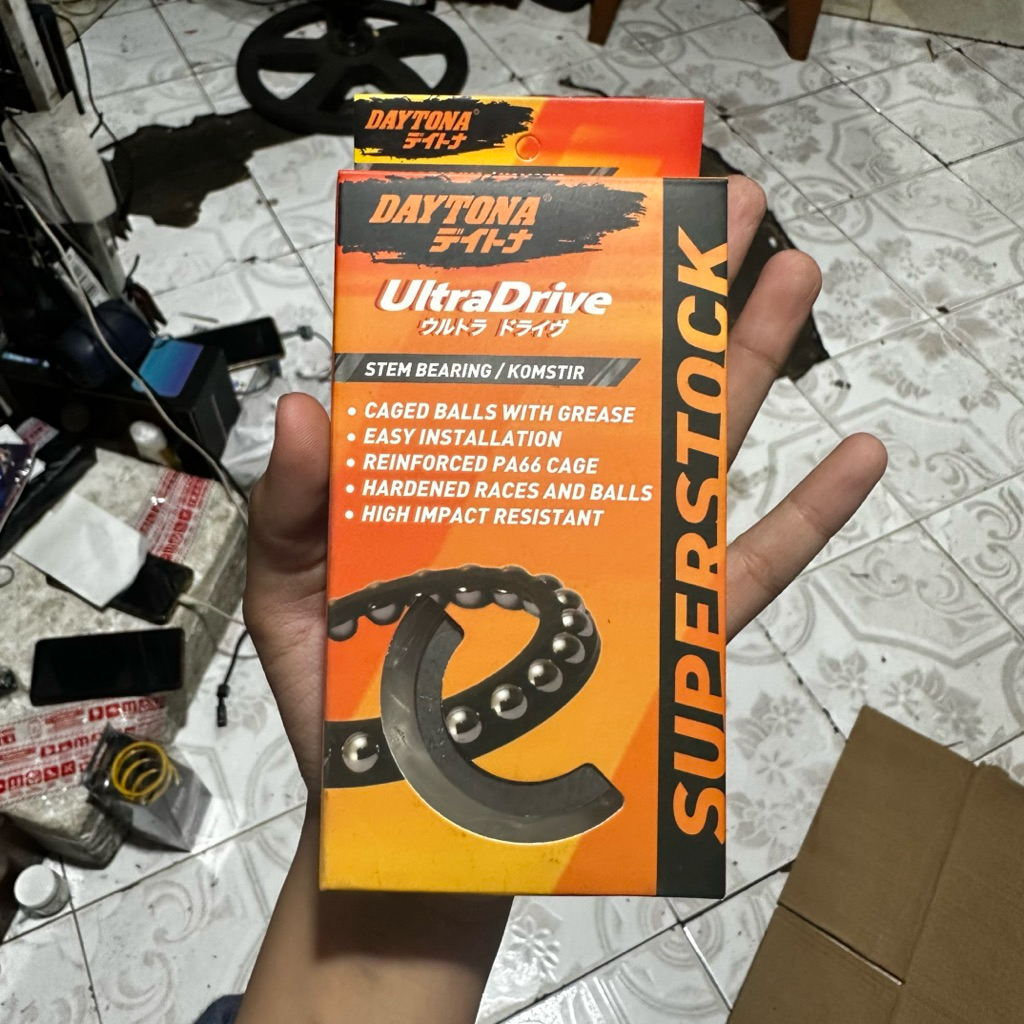 DAYTONA
デイトナ
DAYTONA®
デイトナ
UltraDrive
ウルトラ ドライヴ
STEM BEARING / KOMSTIR
• CAGED BALLS WITH GREASE
• EASY INSTALLATION
• REINFORCED PA66 CAGE
• HARDENED RACES AND BALLS
• HIGH IMPACT RESISTANT
SUPERSTOCK